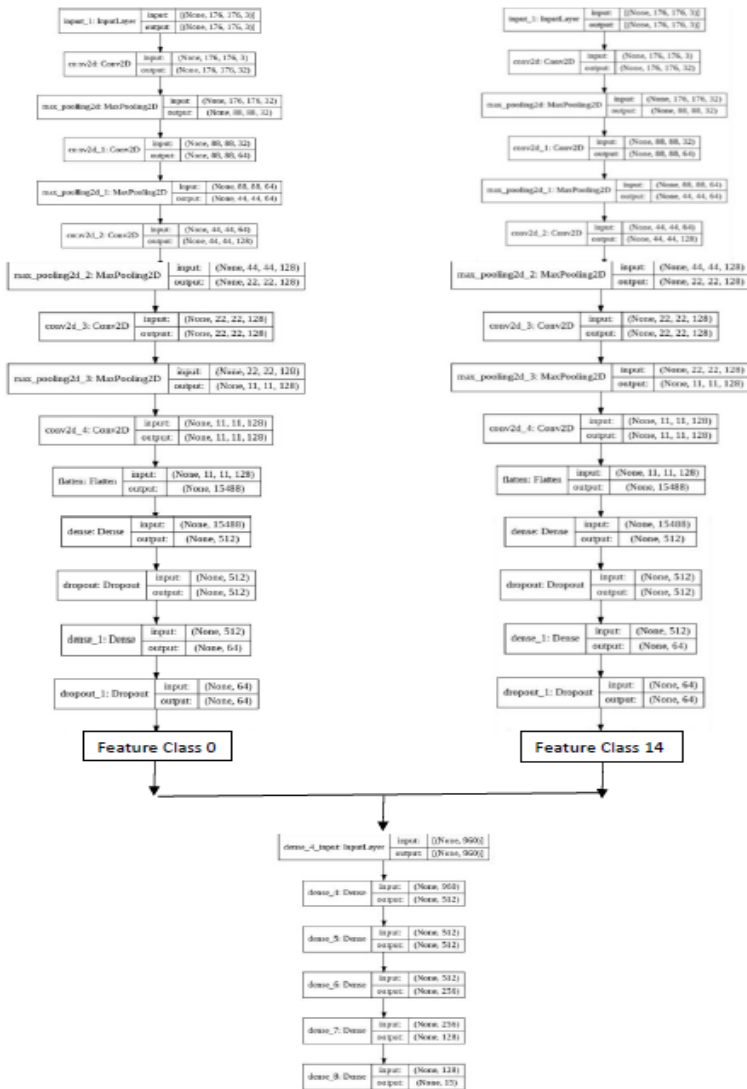 input_1: InputLayer input: [(None, 176, 176, 3)]
output: [(None, 176, 176, 3)]
conv2d: Conv2D input: (None, 176, 176, 3)
output: (None, 176, 176, 32)
max_pooling2d: MaxPooling2D input: (None, 176, 176, 32)
output: (None, 88, 88, 32)
conv2d_1: Conv2D input: (None, 88, 88, 32)
output: (None, 88, 88, 64)
max_pooling2d_1: MaxPooling2D input: (None, 88, 88, 64)
output: (None, 44, 44, 64)
conv2d_2: Conv2D input: (None, 44, 44, 64)
output: (None, 44, 44, 128)
max_pooling2d_2: MaxPooling2D input: (None, 44, 44, 128)
output: (None, 22, 22, 128)
conv2d_3: Conv2D input: (None, 22, 22, 128)
output: (None, 22, 22, 128)
max_pooling2d_3: MaxPooling2D input: (None, 22, 22, 128)
output: (None, 11, 11, 128)
conv2d_4: Conv2D input: (None, 11, 11, 128)
output: (None, 11, 11, 128)
flatten: Flatten input: (None, 11, 11, 128)
output: (None, 15488)
dense: Dense input: (None, 15488)
output: (None, 512)
dropout: Dropout input: (None, 512)
output: (None, 512)
dense_1: Dense input: (None, 512)
output: (None, 64)
dropout_1: Dropout input: (None, 64)
output: (None, 64)
Feature Class 0
input_1: InputLayer input: [(None, 176, 176, 3)]
output: [(None, 176, 176, 3)]
conv2d: Conv2D input: (None, 176, 176, 3)
output: (None, 176, 176, 32)
max_pooling2d: MaxPooling2D input: (None, 176, 176, 32)
output: (None, 88, 88, 32)
conv2d_1: Conv2D input: (None, 88, 88, 32)
output: (None, 88, 88, 64)
max_pooling2d_1: MaxPooling2D input: (None, 88, 88, 64)
output: (None, 44, 44, 64)
conv2d_2: Conv2D input: (None, 44, 44, 64)
output: (None, 44, 44, 128)
max_pooling2d_2: MaxPooling2D input: (None, 44, 44, 128)
output: (None, 22, 22, 128)
conv2d_3: Conv2D input: (None, 22, 22, 128)
output: (None, 22, 22, 128)
max_pooling2d_3: MaxPooling2D input: (None, 22, 22, 128)
output: (None, 11, 11, 128)
conv2d_4: Conv2D input: (None, 11, 11, 128)
output: (None, 11, 11, 128)
flatten: Flatten input: (None, 11, 11, 128)
output: (None, 15488)
dense: Dense input: (None, 15488)
output: (None, 512)
dropout: Dropout input: (None, 512)
output: (None, 512)
dense_1: Dense input: (None, 512)
output: (None, 64)
dropout_1: Dropout input: (None, 64)
output: (None, 64)
Feature Class 14
dense_4_input: InputLayer input: [(None, 960)]
output: [(None, 960)]
dense_4: Dense input: (None, 960)
output: (None, 512)
dense_5: Dense input: (None, 512)
output: (None, 512)
dense_6: Dense input: (None, 512)
output: (None, 256)
dense_7: Dense input: (None, 256)
output: (None, 128)
dense_8: Dense input: (None, 128)
output: (None, 15)